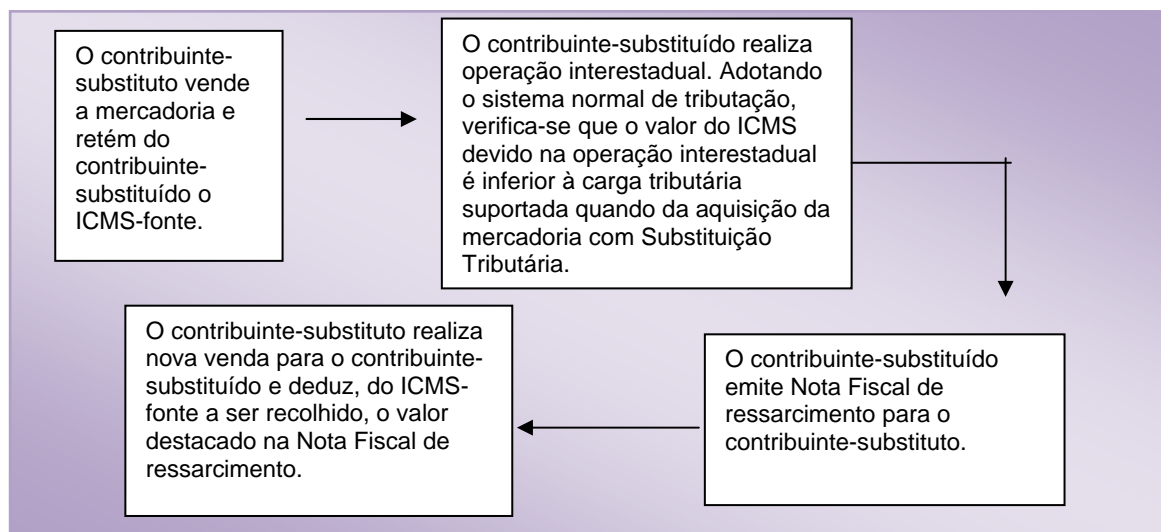 O contribuinte-
substituto vende
a mercadoria e
retém do
contribuinte-
substituído o
ICMS-fonte.
O contribuinte-substituído realiza
operação interestadual. Adotando
o sistema normal de tributação,
verifica-se que o valor do ICMS
devido na operação interestadual
é inferior à carga tributária
suportada quando da aquisição da
mercadoria com Substituição
Tributária.
O contribuinte-substituído
emite Nota Fiscal de
ressarcimento para o
contribuinte-substituto.
O contribuinte-substituto realiza
nova venda para o contribuinte-
substituído e deduz, do ICMS-
fonte a ser recolhido, o valor
destacado na Nota Fiscal de
ressarcimento.